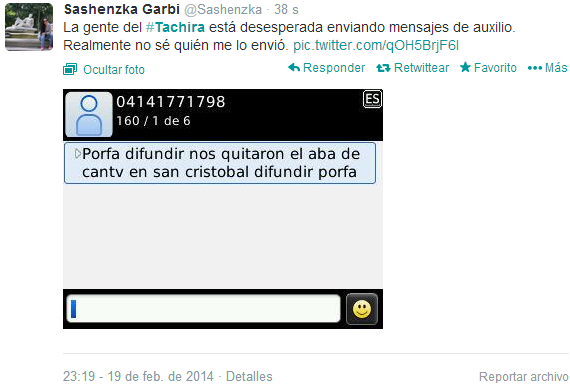 Sashenzka Garbi @Sashenzka · 38 s
La gente del #Tachira está desesperada enviando mensajes de auxilio.
Realmente no sé quién me lo envió. pic.twitter.com/qOH5BrjF6l
Ocultar foto Responder Retwittear Favorito Más
04141771798
ES
160 / 1 de 6
Porfa difundir nos quitaron el aba de
cantv en san cristobal difundir porfa
23:19 - 19 de feb. de 2014 · Detalles
Reportar archivo